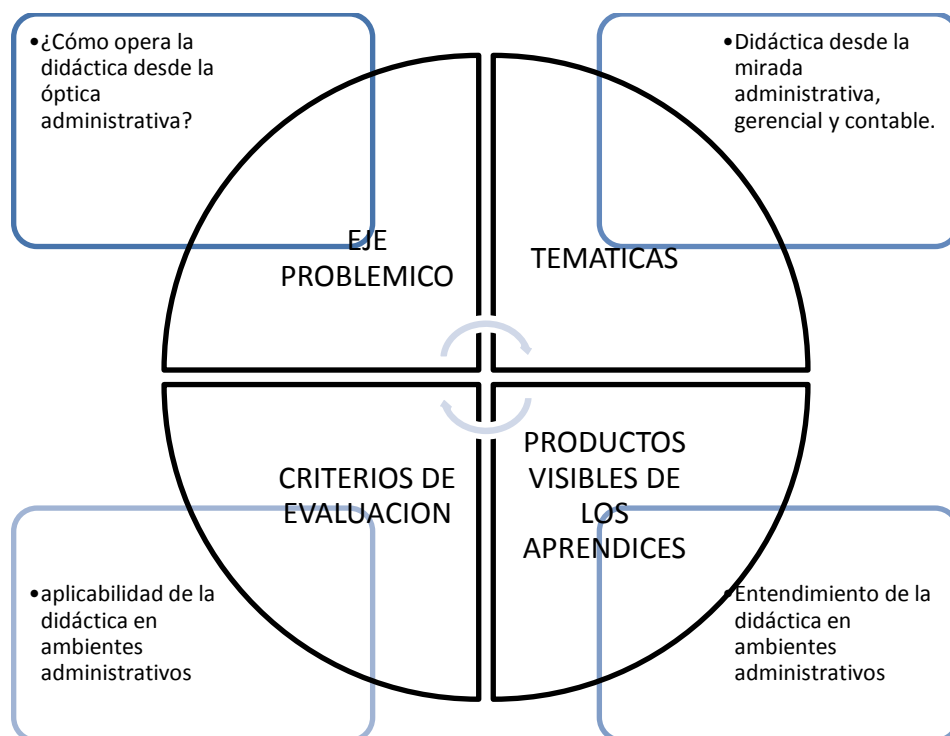 •¿Cómo opera la
didáctica desde la
óptica
administrativa?
•Didáctica desde la
mirada
administrativa,
gerencial y contable.
EJE
PROBLEMICO
TEMATICAS
CRITERIOS DE
EVALUACION
PRODUCTOS
VISIBLES DE
LOS
APRENDICES
•aplicabilidad de la
didáctica en
ambientes
administrativos
•Entendimiento de la
didáctica en
ambientes
administrativos